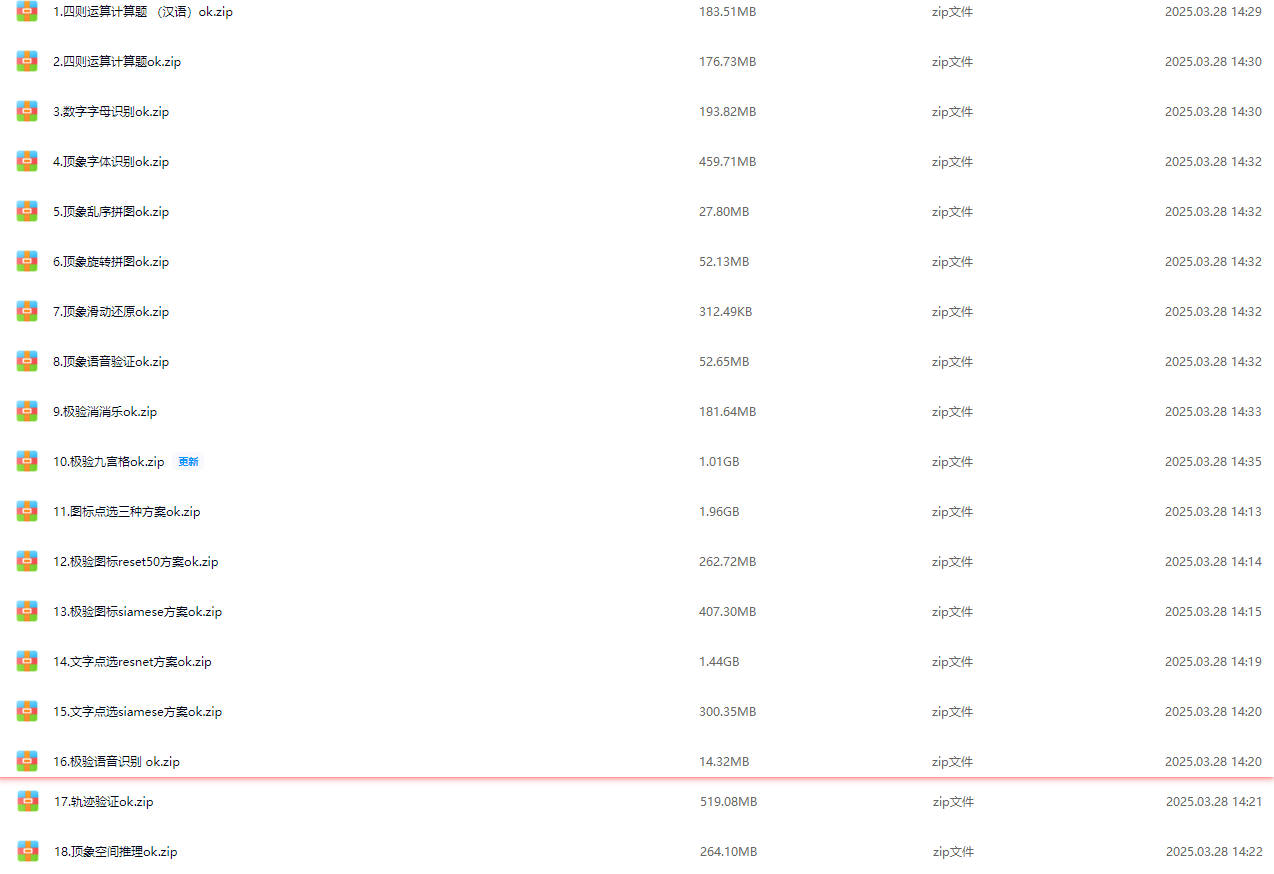 1.四则运算计算题 （汉语）ok.zip 183.51MB zip文件 2025.03.28 14:29
2.四则运算计算题ok.zip 176.73MB zip文件 2025.03.28 14:30
3.数字字母识别ok.zip 193.82MB zip文件 2025.03.28 14:30
4.顶象字体识别ok.zip 459.71MB zip文件 2025.03.28 14:32
5.顶象乱序拼图ok.zip 27.80MB zip文件 2025.03.28 14:32
6.顶象旋转拼图ok.zip 52.13MB zip文件 2025.03.28 14:32
7.顶象滑动还原ok.zip 312.49KB zip文件 2025.03.28 14:32
8.顶象语音验证ok.zip 52.65MB zip文件 2025.03.28 14:32
9.极验消消乐ok.zip 181.64MB zip文件 2025.03.28 14:33
10.极验九宫格ok.zip 更新 1.01GB zip文件 2025.03.28 14:35
11.图标点选三种方案ok.zip 1.96GB zip文件 2025.03.28 14:13
12.极验图标reset50方案ok.zip 262.72MB zip文件 2025.03.28 14:14
13.极验图标siamese方案ok.zip 407.30MB zip文件 2025.03.28 14:15
14.文字点选resnet方案ok.zip 1.44GB zip文件 2025.03.28 14:19
15.文字点选siamese方案ok.zip 300.35MB zip文件 2025.03.28 14:20
16.极验语音识别 ok.zip 14.32MB zip文件 2025.03.28 14:20
17.轨迹验证ok.zip 519.08MB zip文件 2025.03.28 14:21
18.顶象空间推理ok.zip 264.10MB zip文件 2025.03.28 14:22